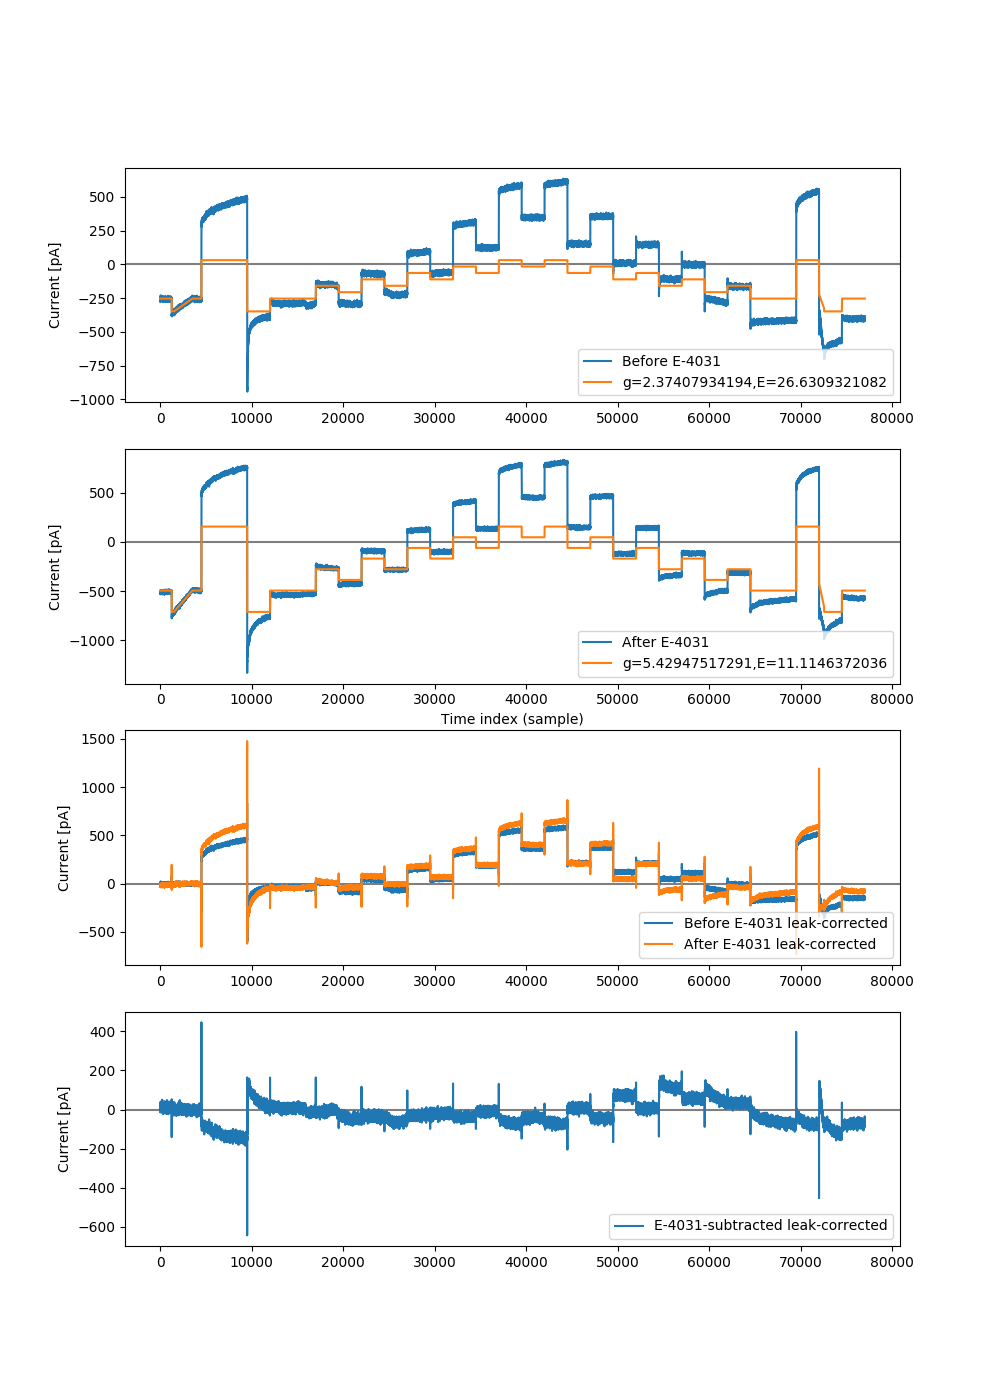 500
250
0
−250
−500
−750
−1000
Current [pA]
Before E-4031
g=2.37407934194,E=26.6309321082
0 10000 20000 30000 40000 50000 60000 70000 80000
500
0
−500
−1000
Current [pA]
After E-4031
g=5.42947517291,E=11.1146372036
0 10000 20000 30000 40000 50000 60000 70000 80000
Time index (sample)
1500
1000
500
0
−500
Current [pA]
Before E-4031 leak-corrected
After E-4031 leak-corrected
0 10000 20000 30000 40000 50000 60000 70000 80000
400
200
0
−200
−400
−600
Current [pA]
E-4031-subtracted leak-corrected
0 10000 20000 30000 40000 50000 60000 70000 80000